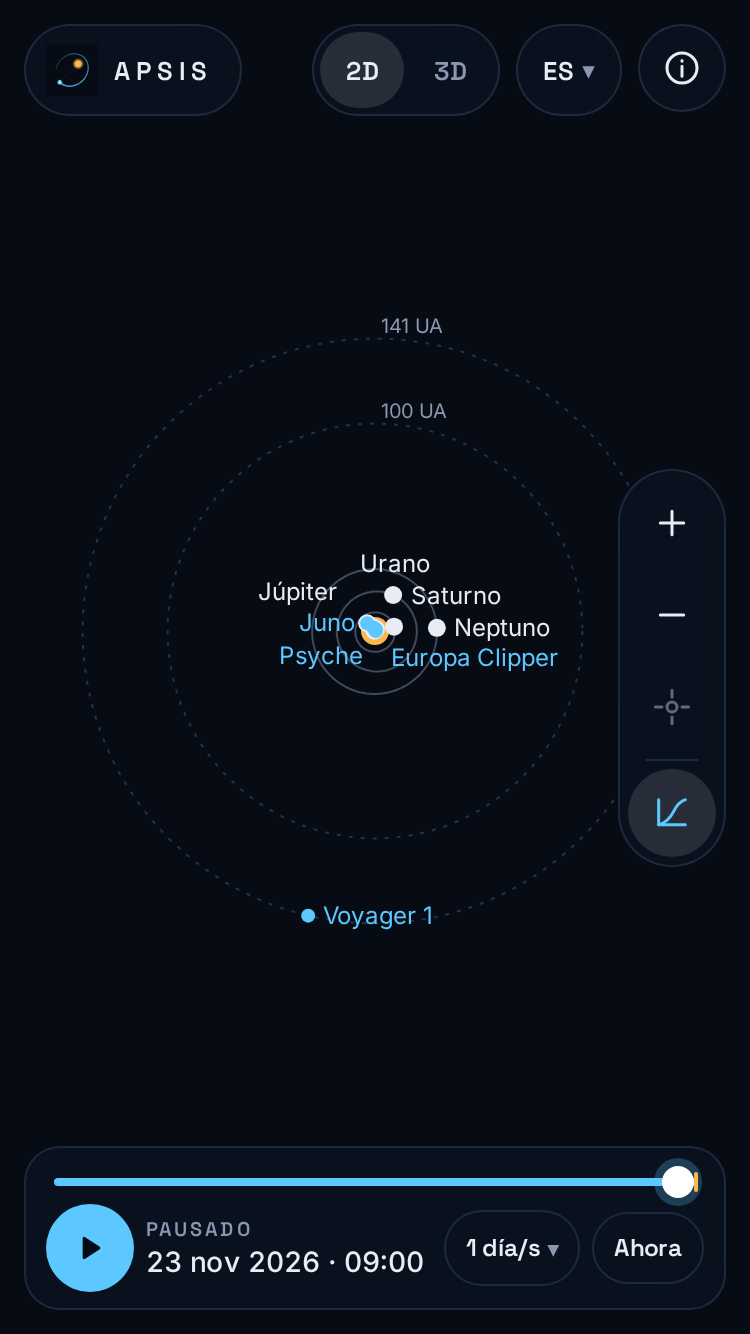 APSIS
2D
3D
ES ▾
141 UA
100 UA
Urano
Júpiter
Saturno
Juno
Neptuno
Psyche
Europa Clipper
Voyager 1
PAUSADO
23 nov 2026 · 09:00
1 día/s ▾
Ahora